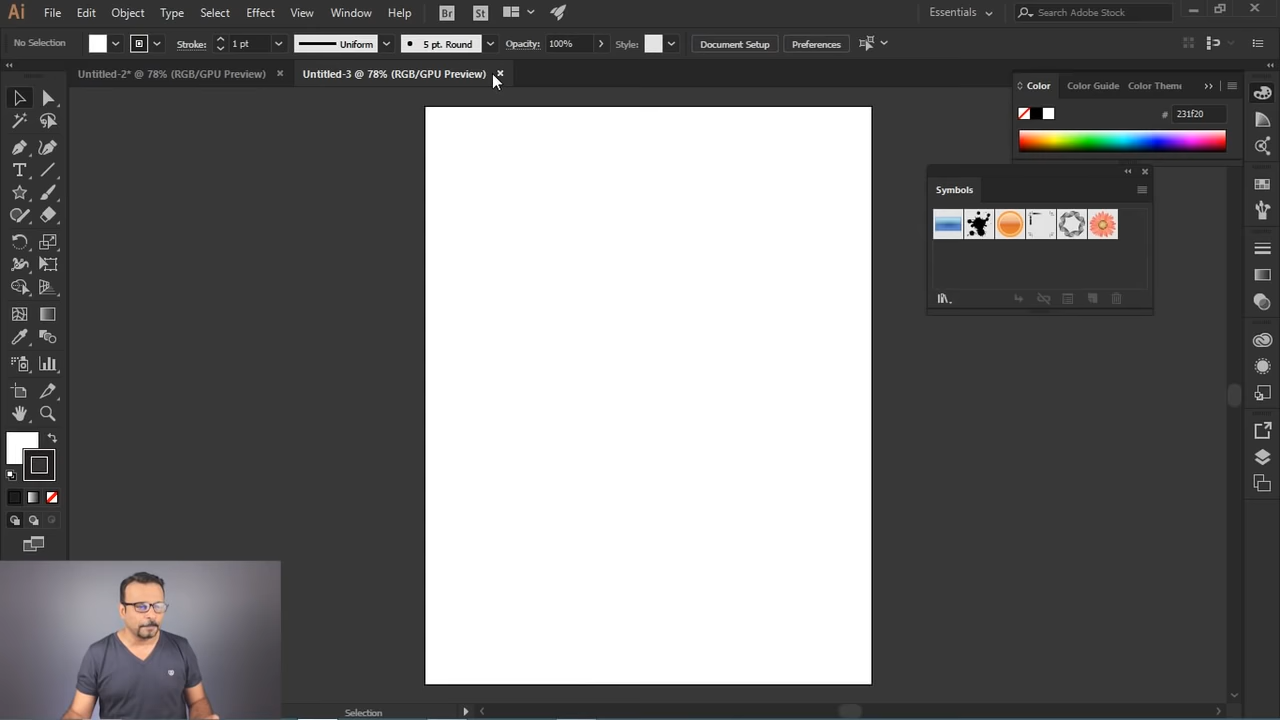 Ai File Edit Object Type Select Effect View Window Help Br St Essentials Search Adobe Stock
No Selection Stroke: 1 pt Uniform 5 pt. Round Opacity: 100% Style: Document Setup Preferences
Untitled-2* @ 78% (RGB/GPU Preview) Untitled-3 @ 78% (RGB/GPU Preview)
Color Color Guide Color Theme
# 231f20
Symbols
Selection